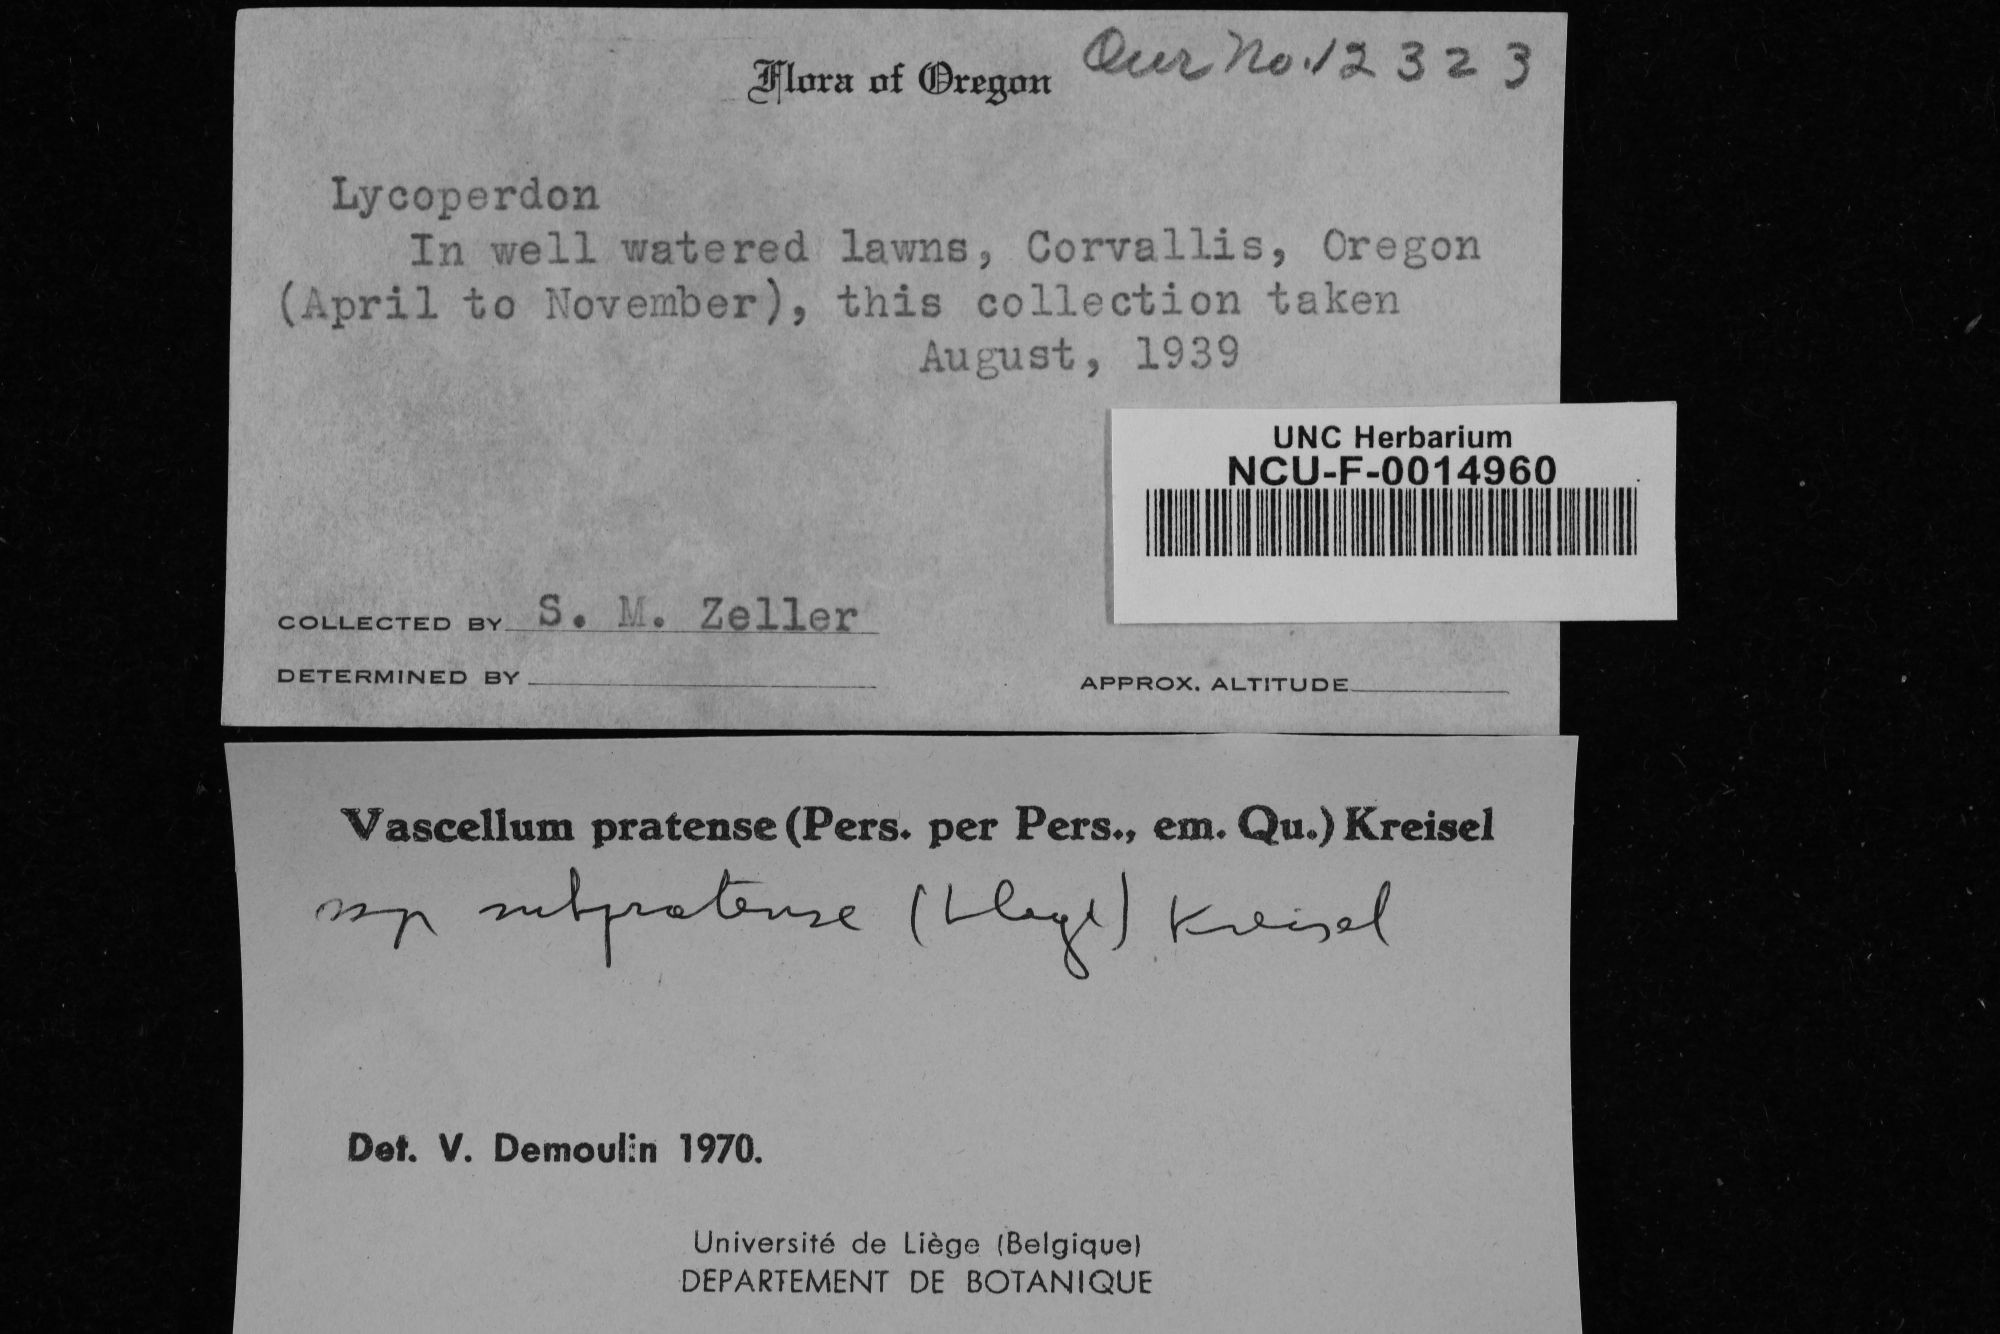 Our No. 12323
Flora of Oregon
Lycoperdon
In well watered lawns, Corvallis, Oregon
(April to November), this collection taken
August, 1939
UNC Herbarium
NCU-F-0014960
COLLECTED BY S. M. Zeller
DETERMINED BY
APPROX. ALTITUDE
Vascellum pratense (Pers. per Pers., em. Qu.) Kreisel
ssp subpratense (Lloyd) Kreisel
Det. V. Demoulin 1970.
Université de Liège (Belgique)
DEPARTEMENT DE BOTANIQUE